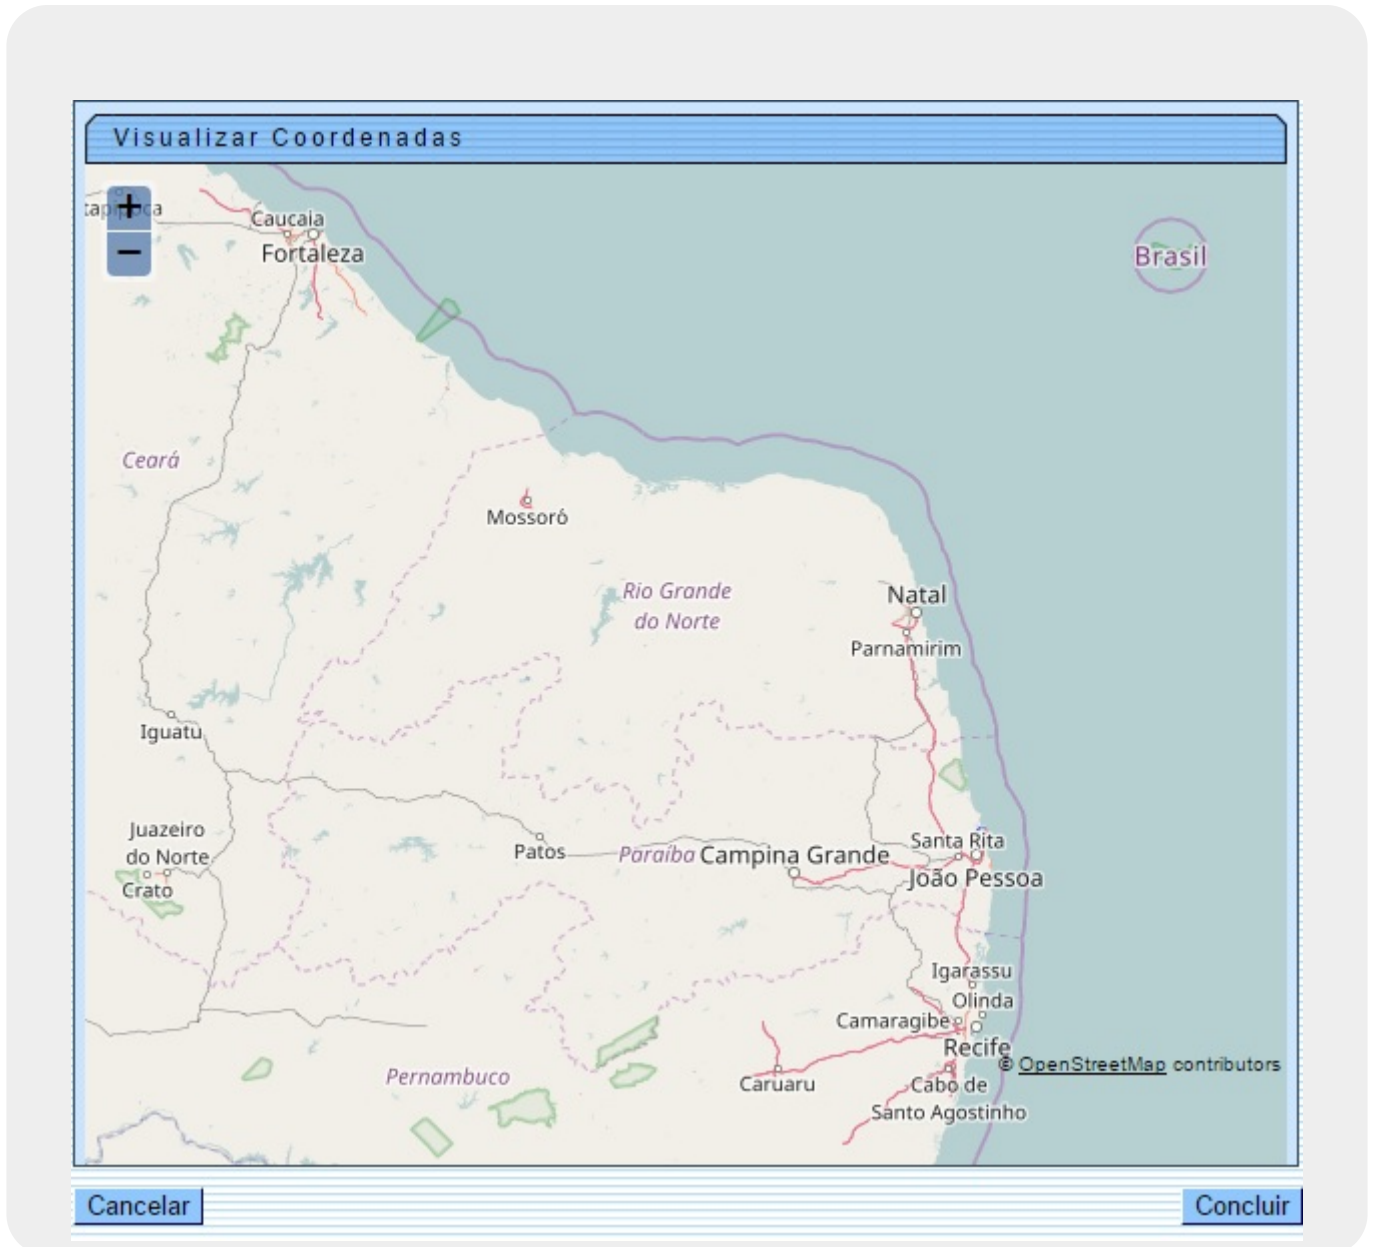 Visualizar Coordenadas
+
tapipoca
−
Caucaia
Fortaleza
Brasil
Ceará
Mossoró
Rio Grande
do Norte
Natal
Parnamirim
Iguatu
Juazeiro
do Norte
Crato
Patos
Paraíba
Campina Grande
Santa Rita
João Pessoa
Igarassu
Olinda
Camaragibe
Recife
© OpenStreetMap contributors
Pernambuco
Caruaru
Cabo de
Santo Agostinho
Cancelar
Concluir